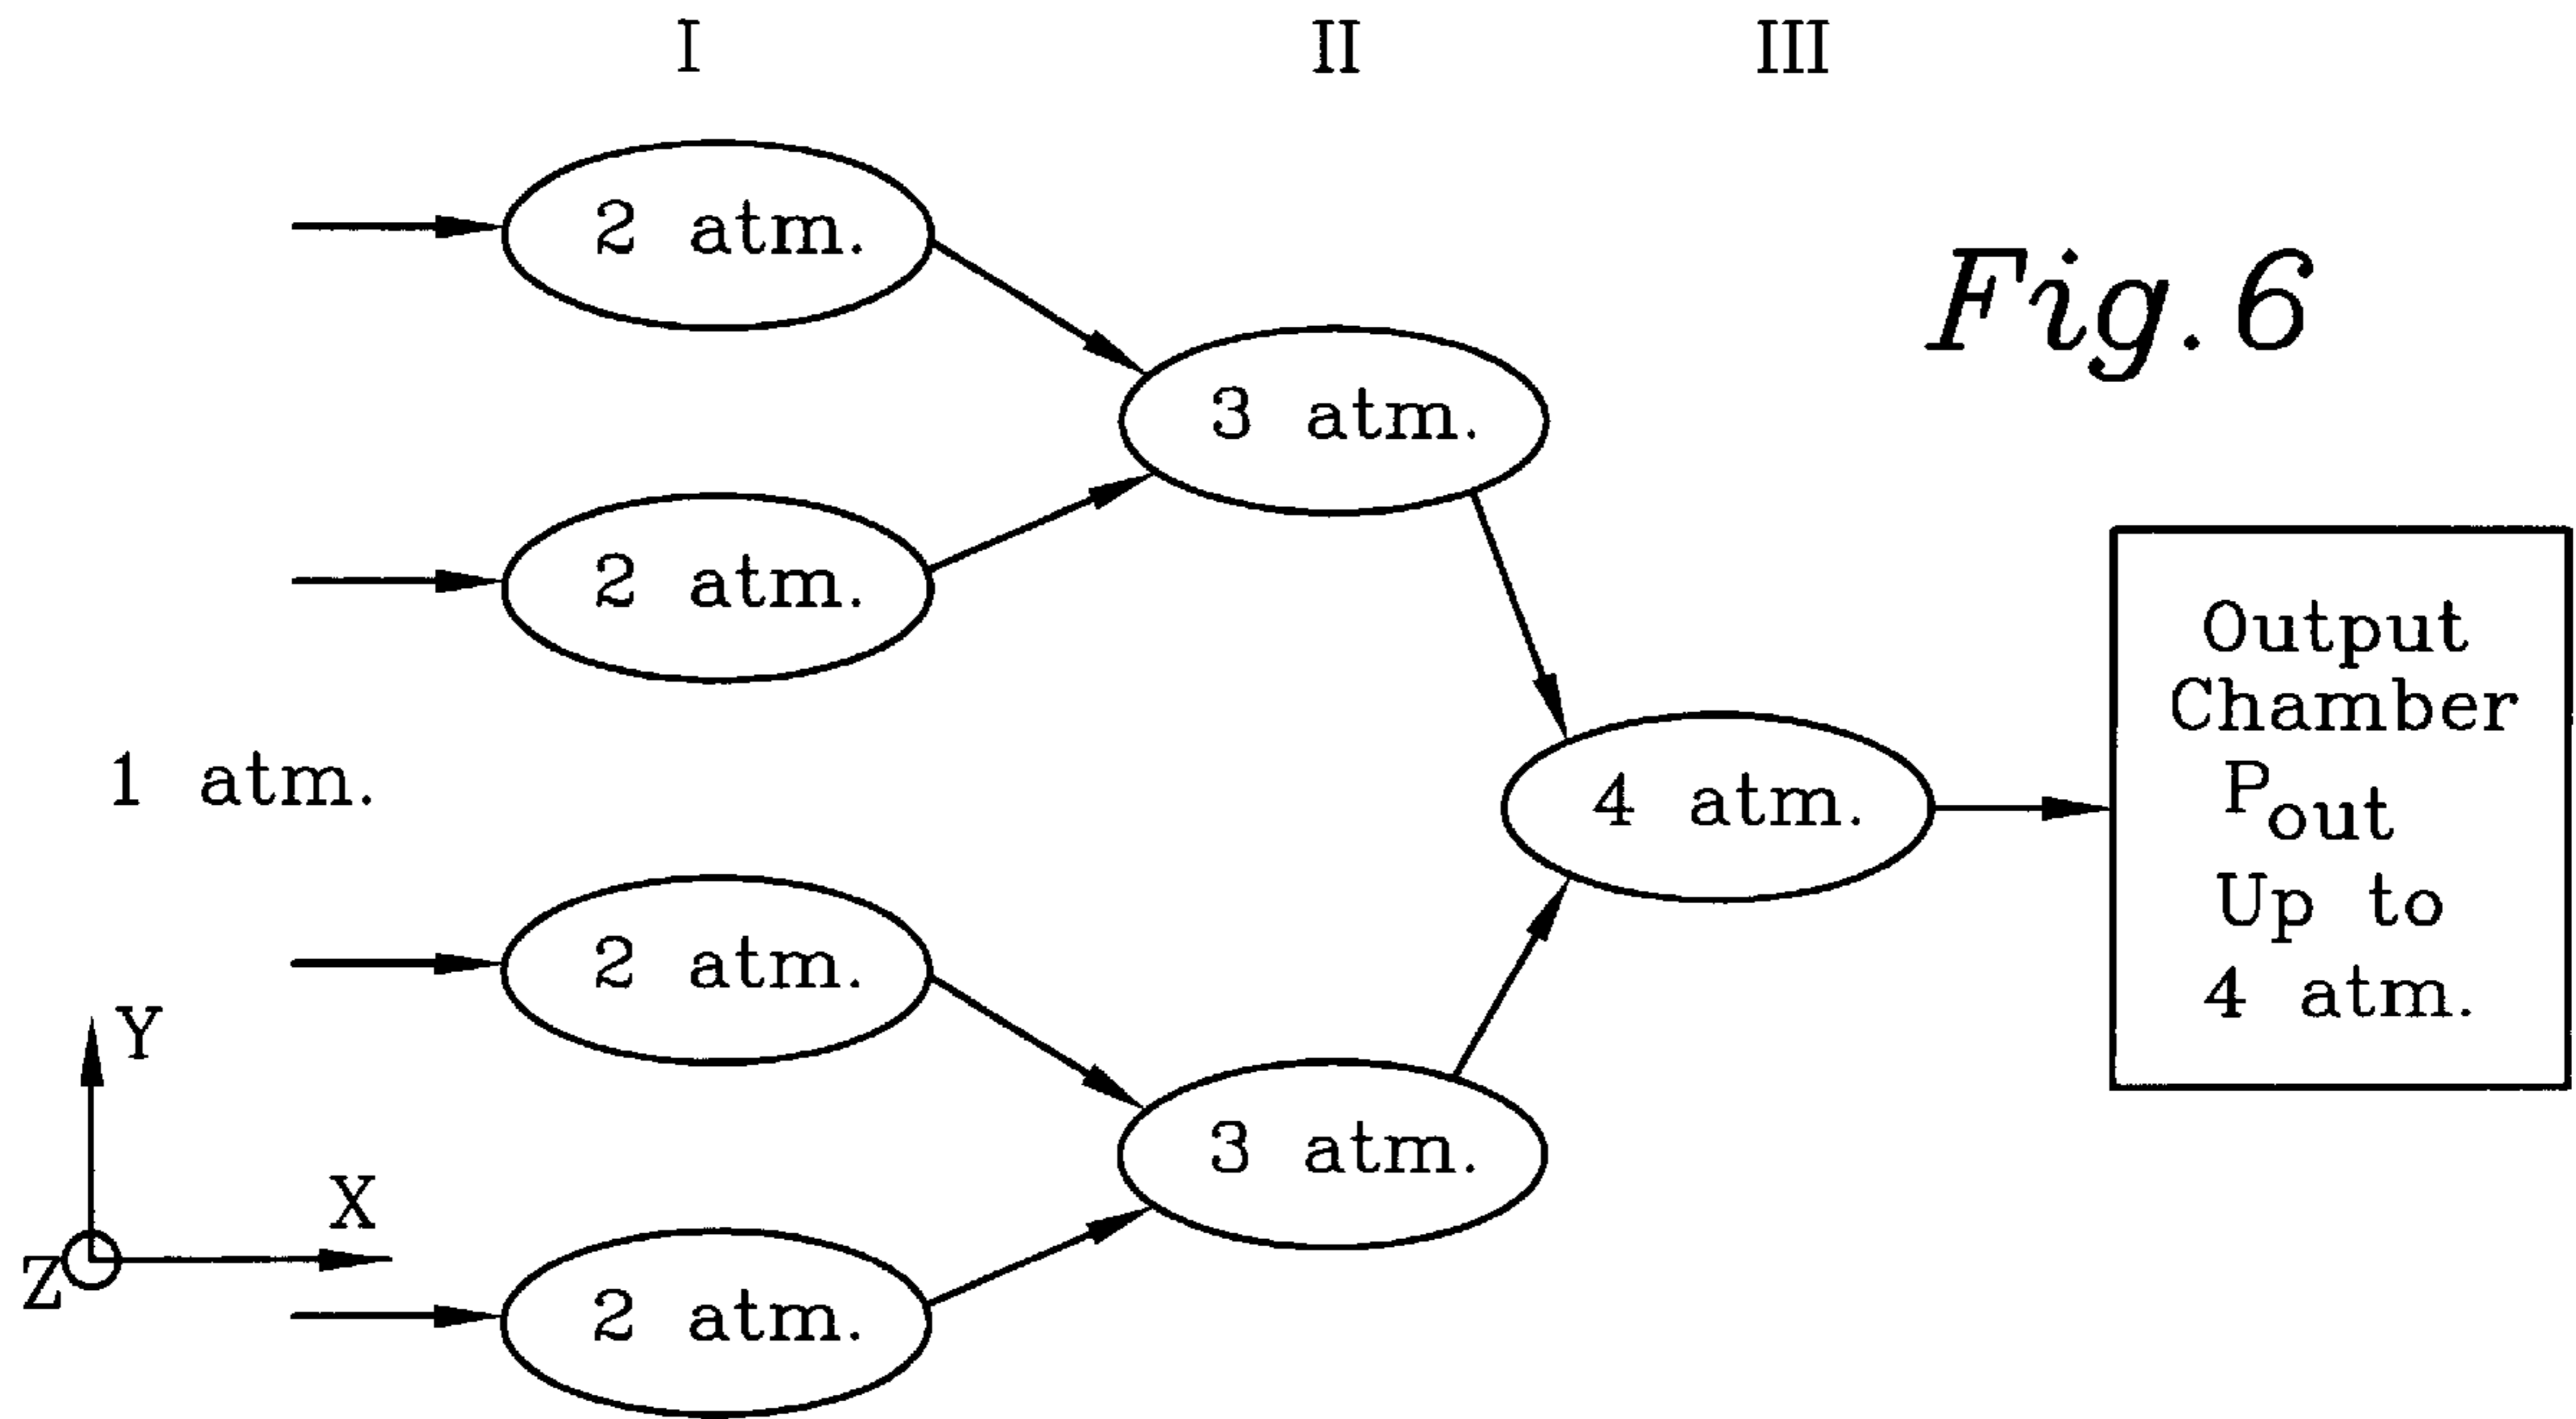 I II III
2 atm.
Fig. 6
3 atm.
2 atm.
Output
Chamber
Pout
Up to
4 atm.
1 atm.
4 atm.
2 atm.
Y
3 atm.
X
Z
2 atm.